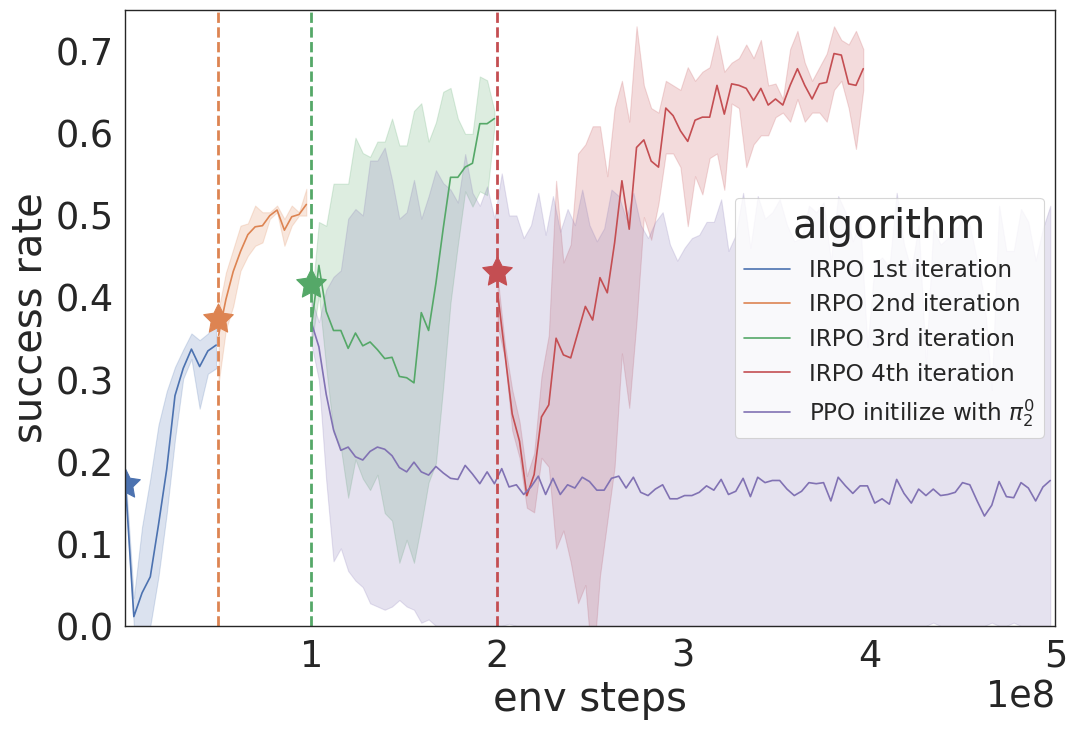 0.7
0.6
0.5
0.4
0.3
0.2
0.1
0.0
success rate
algorithm
IRPO 1st iteration
IRPO 2nd iteration
IRPO 3rd iteration
IRPO 4th iteration
PPO initilize with π₂⁰
1
2
3
4
5
1e8
env steps